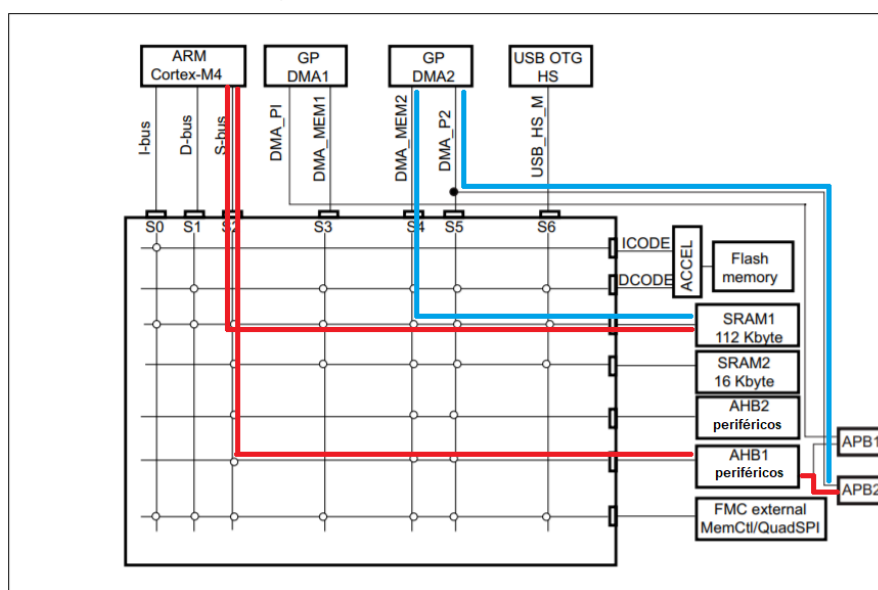 ARM
Cortex-M4
GP
DMA1
GP
DMA2
USB OTG
HS
I-bus
D-bus
S-bus
DMA_PI
DMA_MEM1
DMA_MEM2
DMA_P2
USB_HS_M
S0
S1
S2
S3
S4
S5
S6
ICODE
DCODE
ACCEL
Flash
memory
SRAM1
112 Kbyte
SRAM2
16 Kbyte
AHB2
periféricos
AHB1
periféricos
APB1
APB2
FMC external
MemCtl/QuadSPI